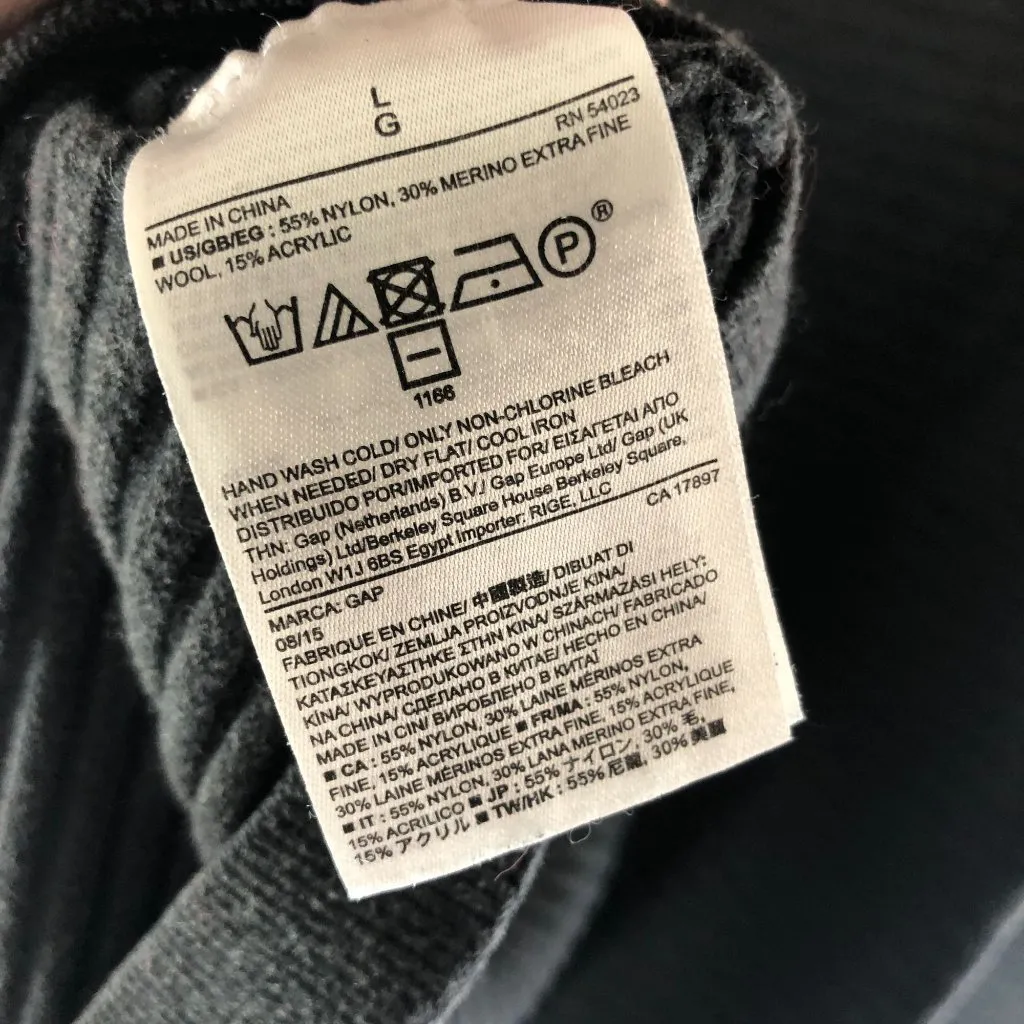 L
G
RN 54023
MADE IN CHINA
■ US/GB/EG : 55% NYLON, 30% MERINO EXTRA FINE
WOOL, 15% ACRYLIC
P ®
1166
HAND WASH COLD/ ONLY NON-CHLORINE BLEACH
WHEN NEEDED/ DRY FLAT/ COOL IRON
DISTRIBUIDO POR/IMPORTED FOR/ ΕΙΣΑΓΕΤΑΙ ΑΠΟ
THN: Gap (Netherlands) B.V./ Gap Europe Ltd/ Gap (UK
Holdings) Ltd/Berkeley Square House Berkeley Square,
London W1J 6BS Egypt Importer: RIGE, LLC
CA 17897
MARCA: GAP
08/15
FABRIQUE EN CHINE/ 中國製造/ DIBUAT DI
TIONGKOK/ ZEMLJA PROIZVODNJE KINA/
ΚΑΤΑΣΚΕΥΑΣΤΗΚΕ ΣΤΗΝ ΚΙΝΑ/ SZÁRMAZÁSI HELY:
KÍNA/ WYPRODUKOWANO W CHINACH/ FABRICADO
NA CHINA/ СДЕЛАНО В КИТАЕ/ HECHO EN CHINA/
MADE IN CIN/ ВИРОБЛЕНО В КИТАЇ
■ CA : 55% NYLON, 30% LAINE MÉRINOS EXTRA
FINE, 15% ACRYLIQUE ■ FR/MA : 55% NYLON,
30% LAINE MÉRINOS EXTRA FINE, 15% ACRYLIQUE
■ IT : 55% NYLON, 30% LANA MERINO EXTRA FINE,
15% ACRILICO ■ JP : 55% ナイロン, 30% 毛,
15% アクリル ■ TW/HK : 55% 尼龍, 30% 美麗